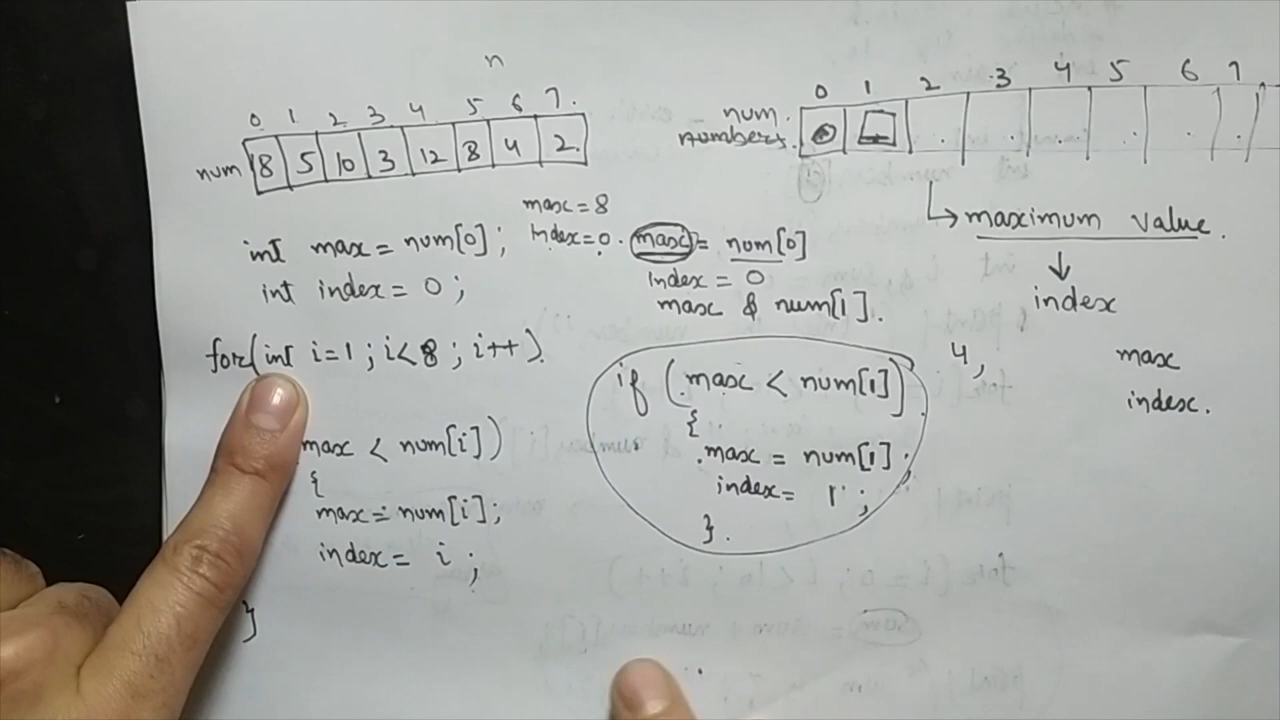 n
0 1 2 3 4 5 6 7.
num 8 5 10 3 12 8 4 2.
max = 8
int max = num[0]; index=0.
int index = 0 ;
for(int i=1 ; i<8 ; i++)
max < num[i])
{
max = num[i];
index = i ;
}
max = num[0]
index = 0
max & num[1].
if (max < num[1])
{
max = num[1] ;
index = 1 ;
}.
0 1 2 3 4 5 6 7
num.
numbers. 0
maximum value.
index
4, max
index.